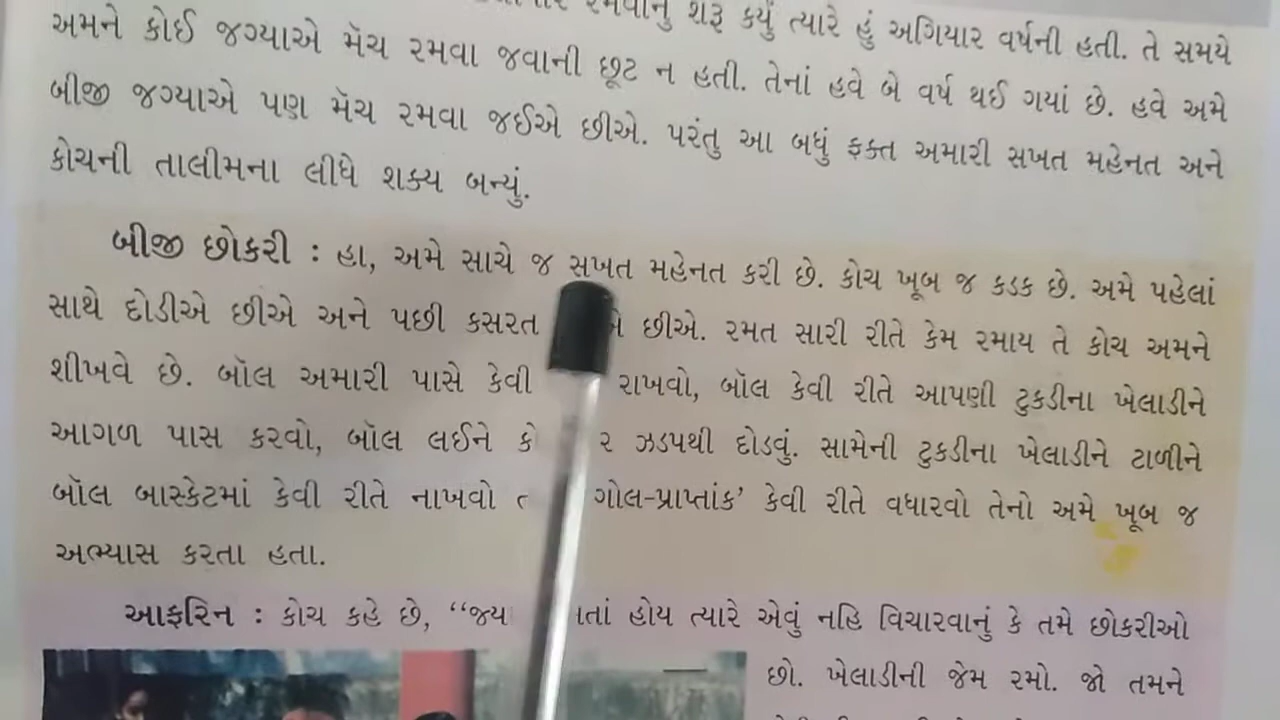 રમવાનું શરૂ કર્યું ત્યારે હું અગિયાર વર્ષની હતી. તે સમયે
અમને કોઈ જગ્યાએ મૅચ રમવા જવાની છૂટ ન હતી. તેનાં હવે બે વર્ષ થઈ ગયાં છે. હવે અમે
બીજી જગ્યાએ પણ મૅચ રમવા જઈએ છીએ. પરંતુ આ બધું ફક્ત અમારી સખત મહેનત અને
કોચની તાલીમના લીધે શક્ય બન્યું.
બીજી છોકરી : હા, અમે સાચે જ સખત મહેનત કરી છે. કોચ ખૂબ જ કડક છે. અમે પહેલાં
સાથે દોડીએ છીએ અને પછી કસરત છીએ. રમત સારી રીતે કેમ રમાય તે કોચ અમને
શીખવે છે. બૉલ અમારી પાસે કેવી રાખવો, બૉલ કેવી રીતે આપણી ટુકડીના ખેલાડીને
આગળ પાસ કરવો, બૉલ લઈને ઝડપથી દોડવું. સામેની ટુકડીના ખેલાડીને ટાળીને
બૉલ બાસ્કેટમાં કેવી રીતે નાખવો ગોલ-પ્રાપ્તાંક’ કેવી રીતે વધારવો તેનો અમે ખૂબ જ
અભ્યાસ કરતા હતા.
આફરિન : કોચ કહે છે, “ હોય ત્યારે એવું નહિ વિચારવાનું કે તમે છોકરીઓ
છો. ખેલાડીની જેમ રમો. જો તમને